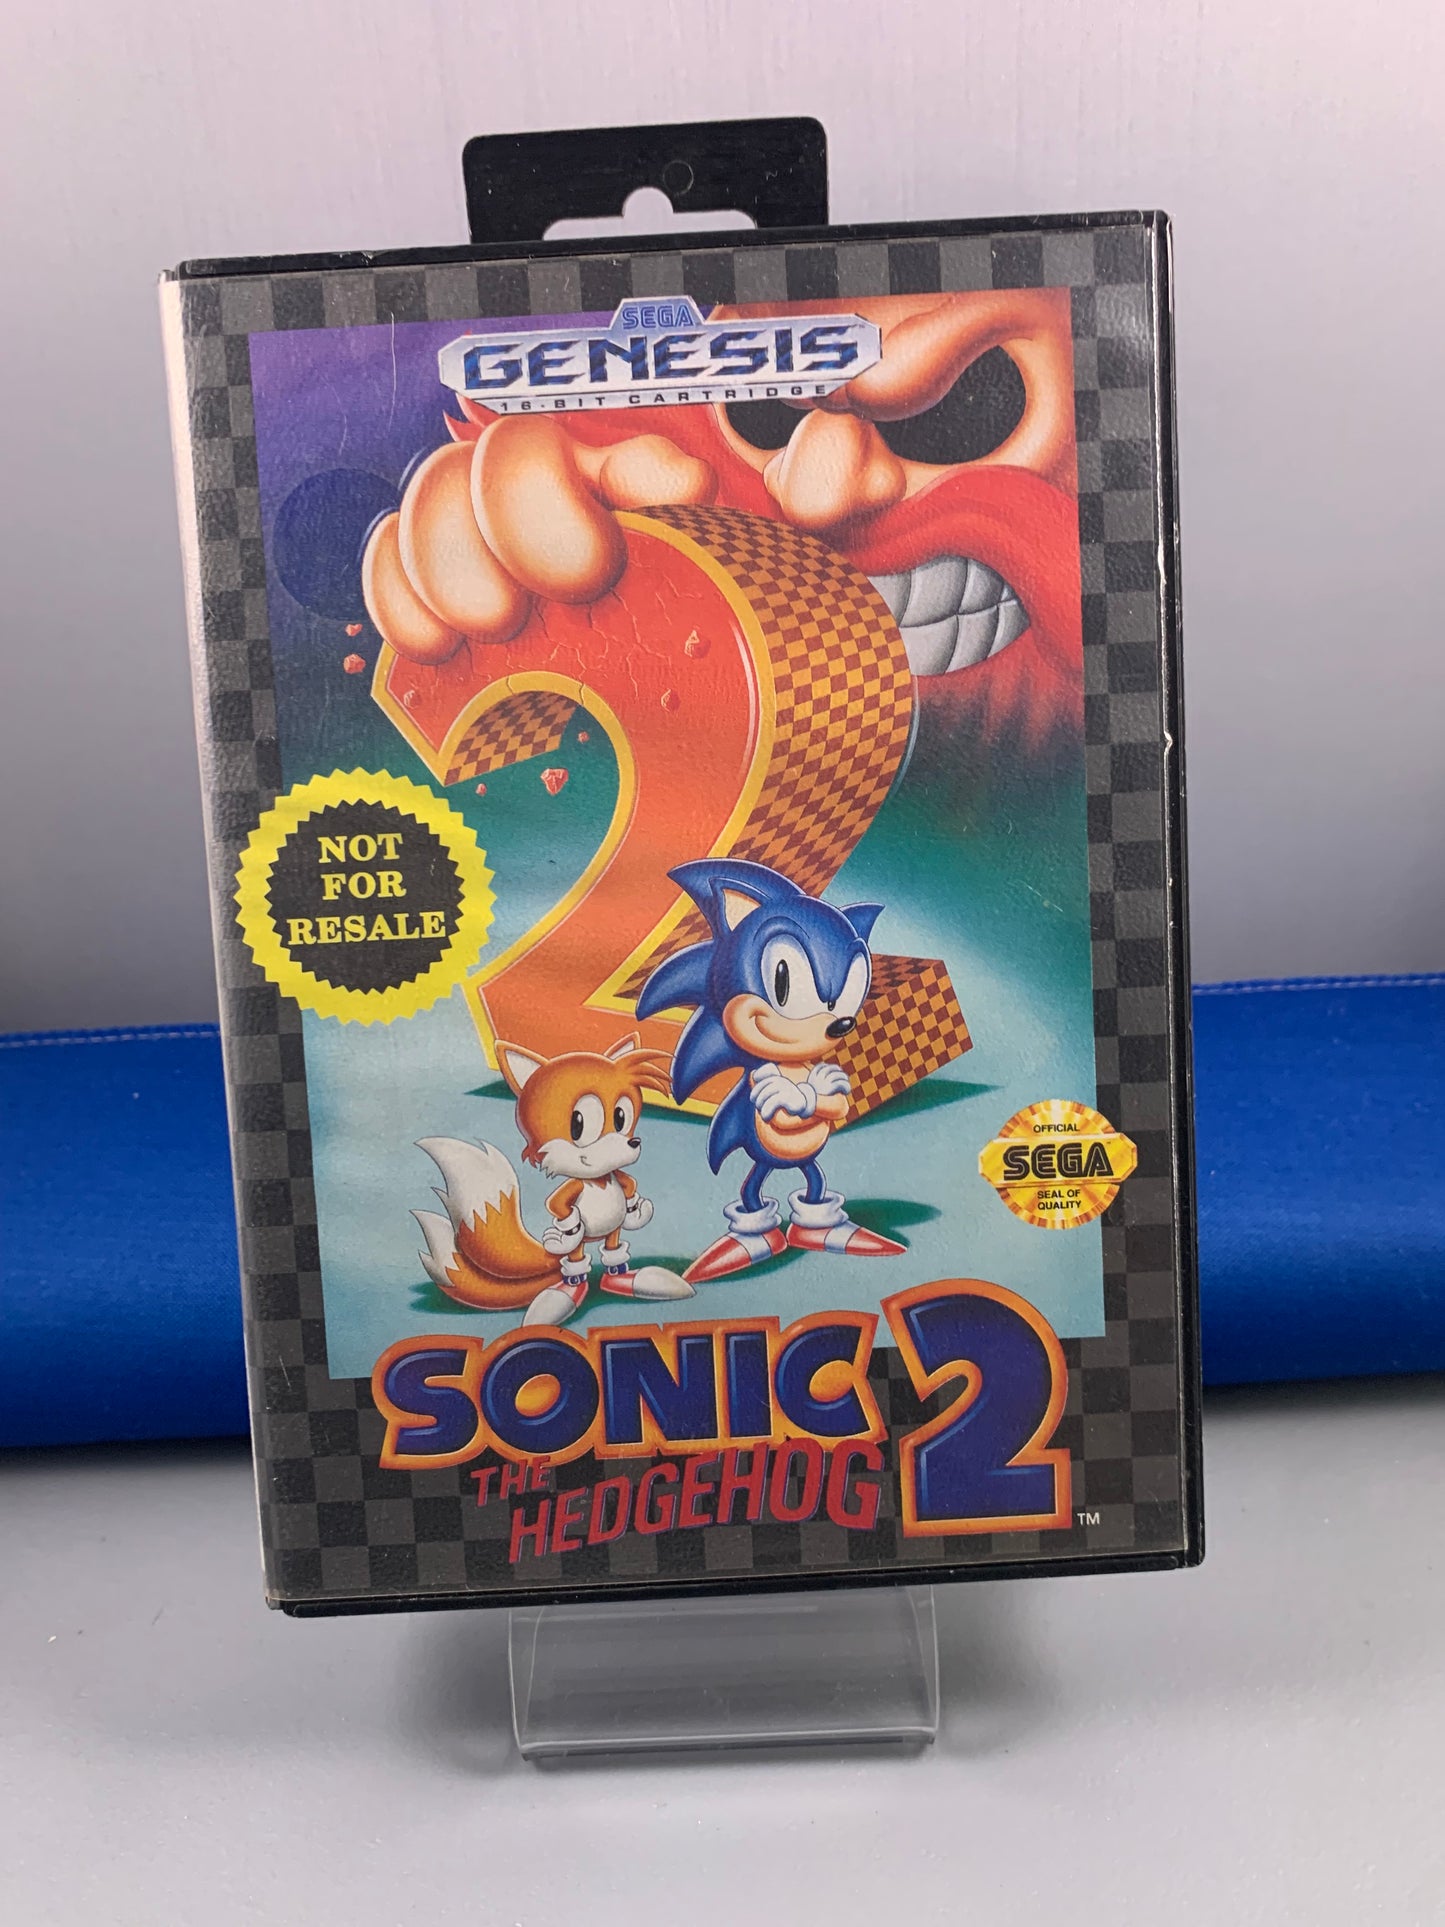 SEGA
GENESIS
16-BIT CARTRIDGE
NOT
FOR
RESALE
OFFICIAL
SEGA
SEAL OF
QUALITY
SONIC 2
THE
HEDGEHOG
TM